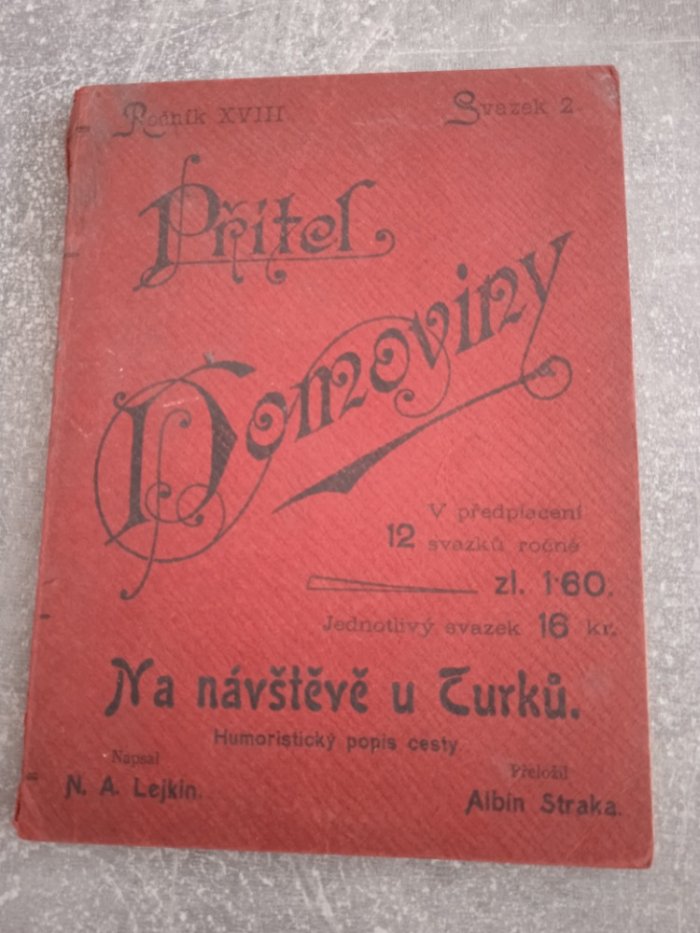 Ročník XVIII
Svazek 2.
Přítel
Domoviny
V předplacení
12 svazků ročně
zl. 1·60.
Jednotlivý svazek 16 kr.
Na návštěvě u Turků.
Humoristický popis cesty.
Napsal
N. A. Lejkin.
Přeložil
Albín Straka.